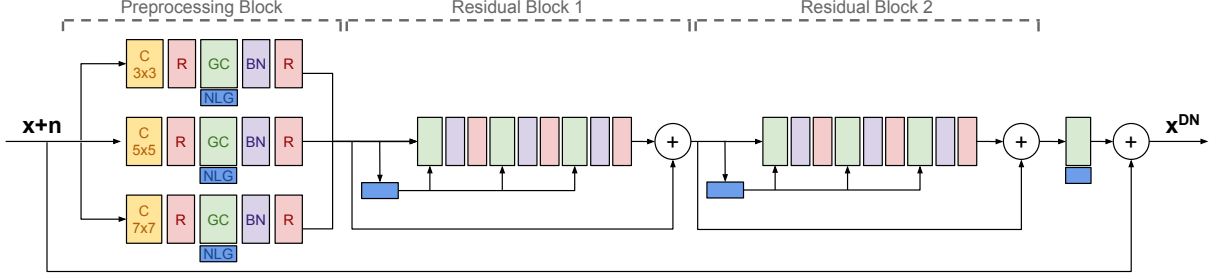 Preprocessing Block
Residual Block 1
Residual Block 2
C
3x3
R
GC
BN
R
NLG
x+n
C
5x5
R
GC
BN
R
NLG
C
7x7
R
GC
BN
R
NLG
+
+
+
x^DN